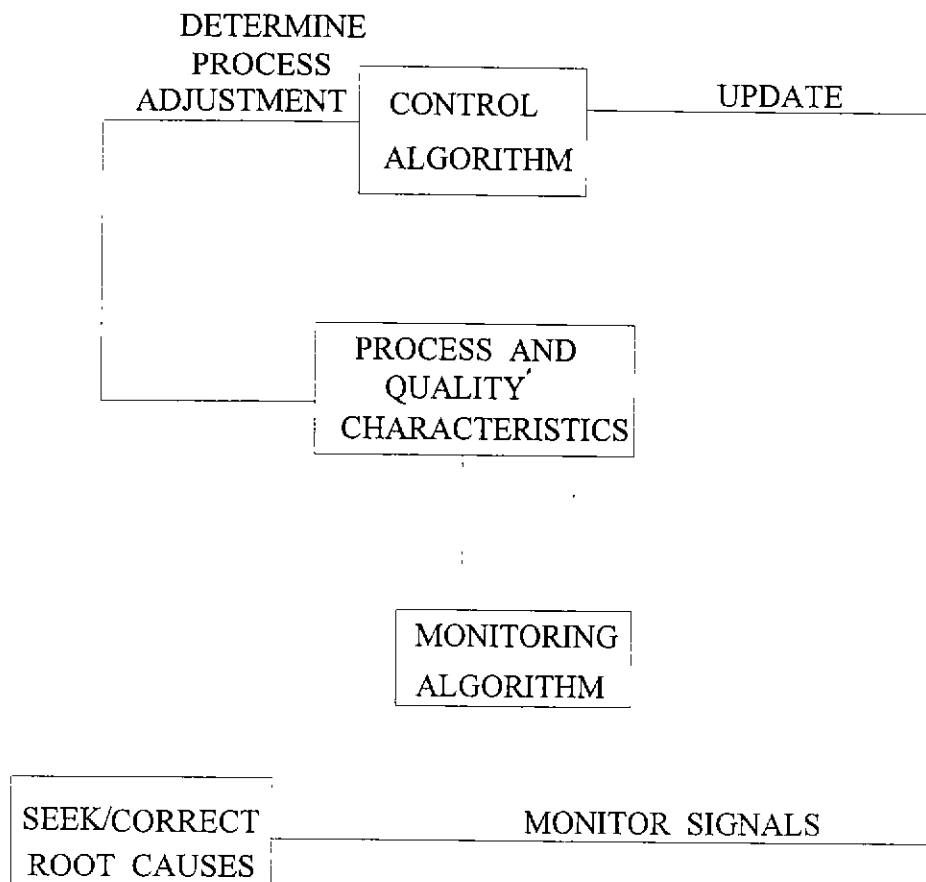 DETERMINE
PROCESS
ADJUSTMENT
CONTROL
ALGORITHM
UPDATE
PROCESS AND
QUALITY
CHARACTERISTICS
MONITORING
ALGORITHM
SEEK/CORRECT
ROOT CAUSES
MONITOR SIGNALS